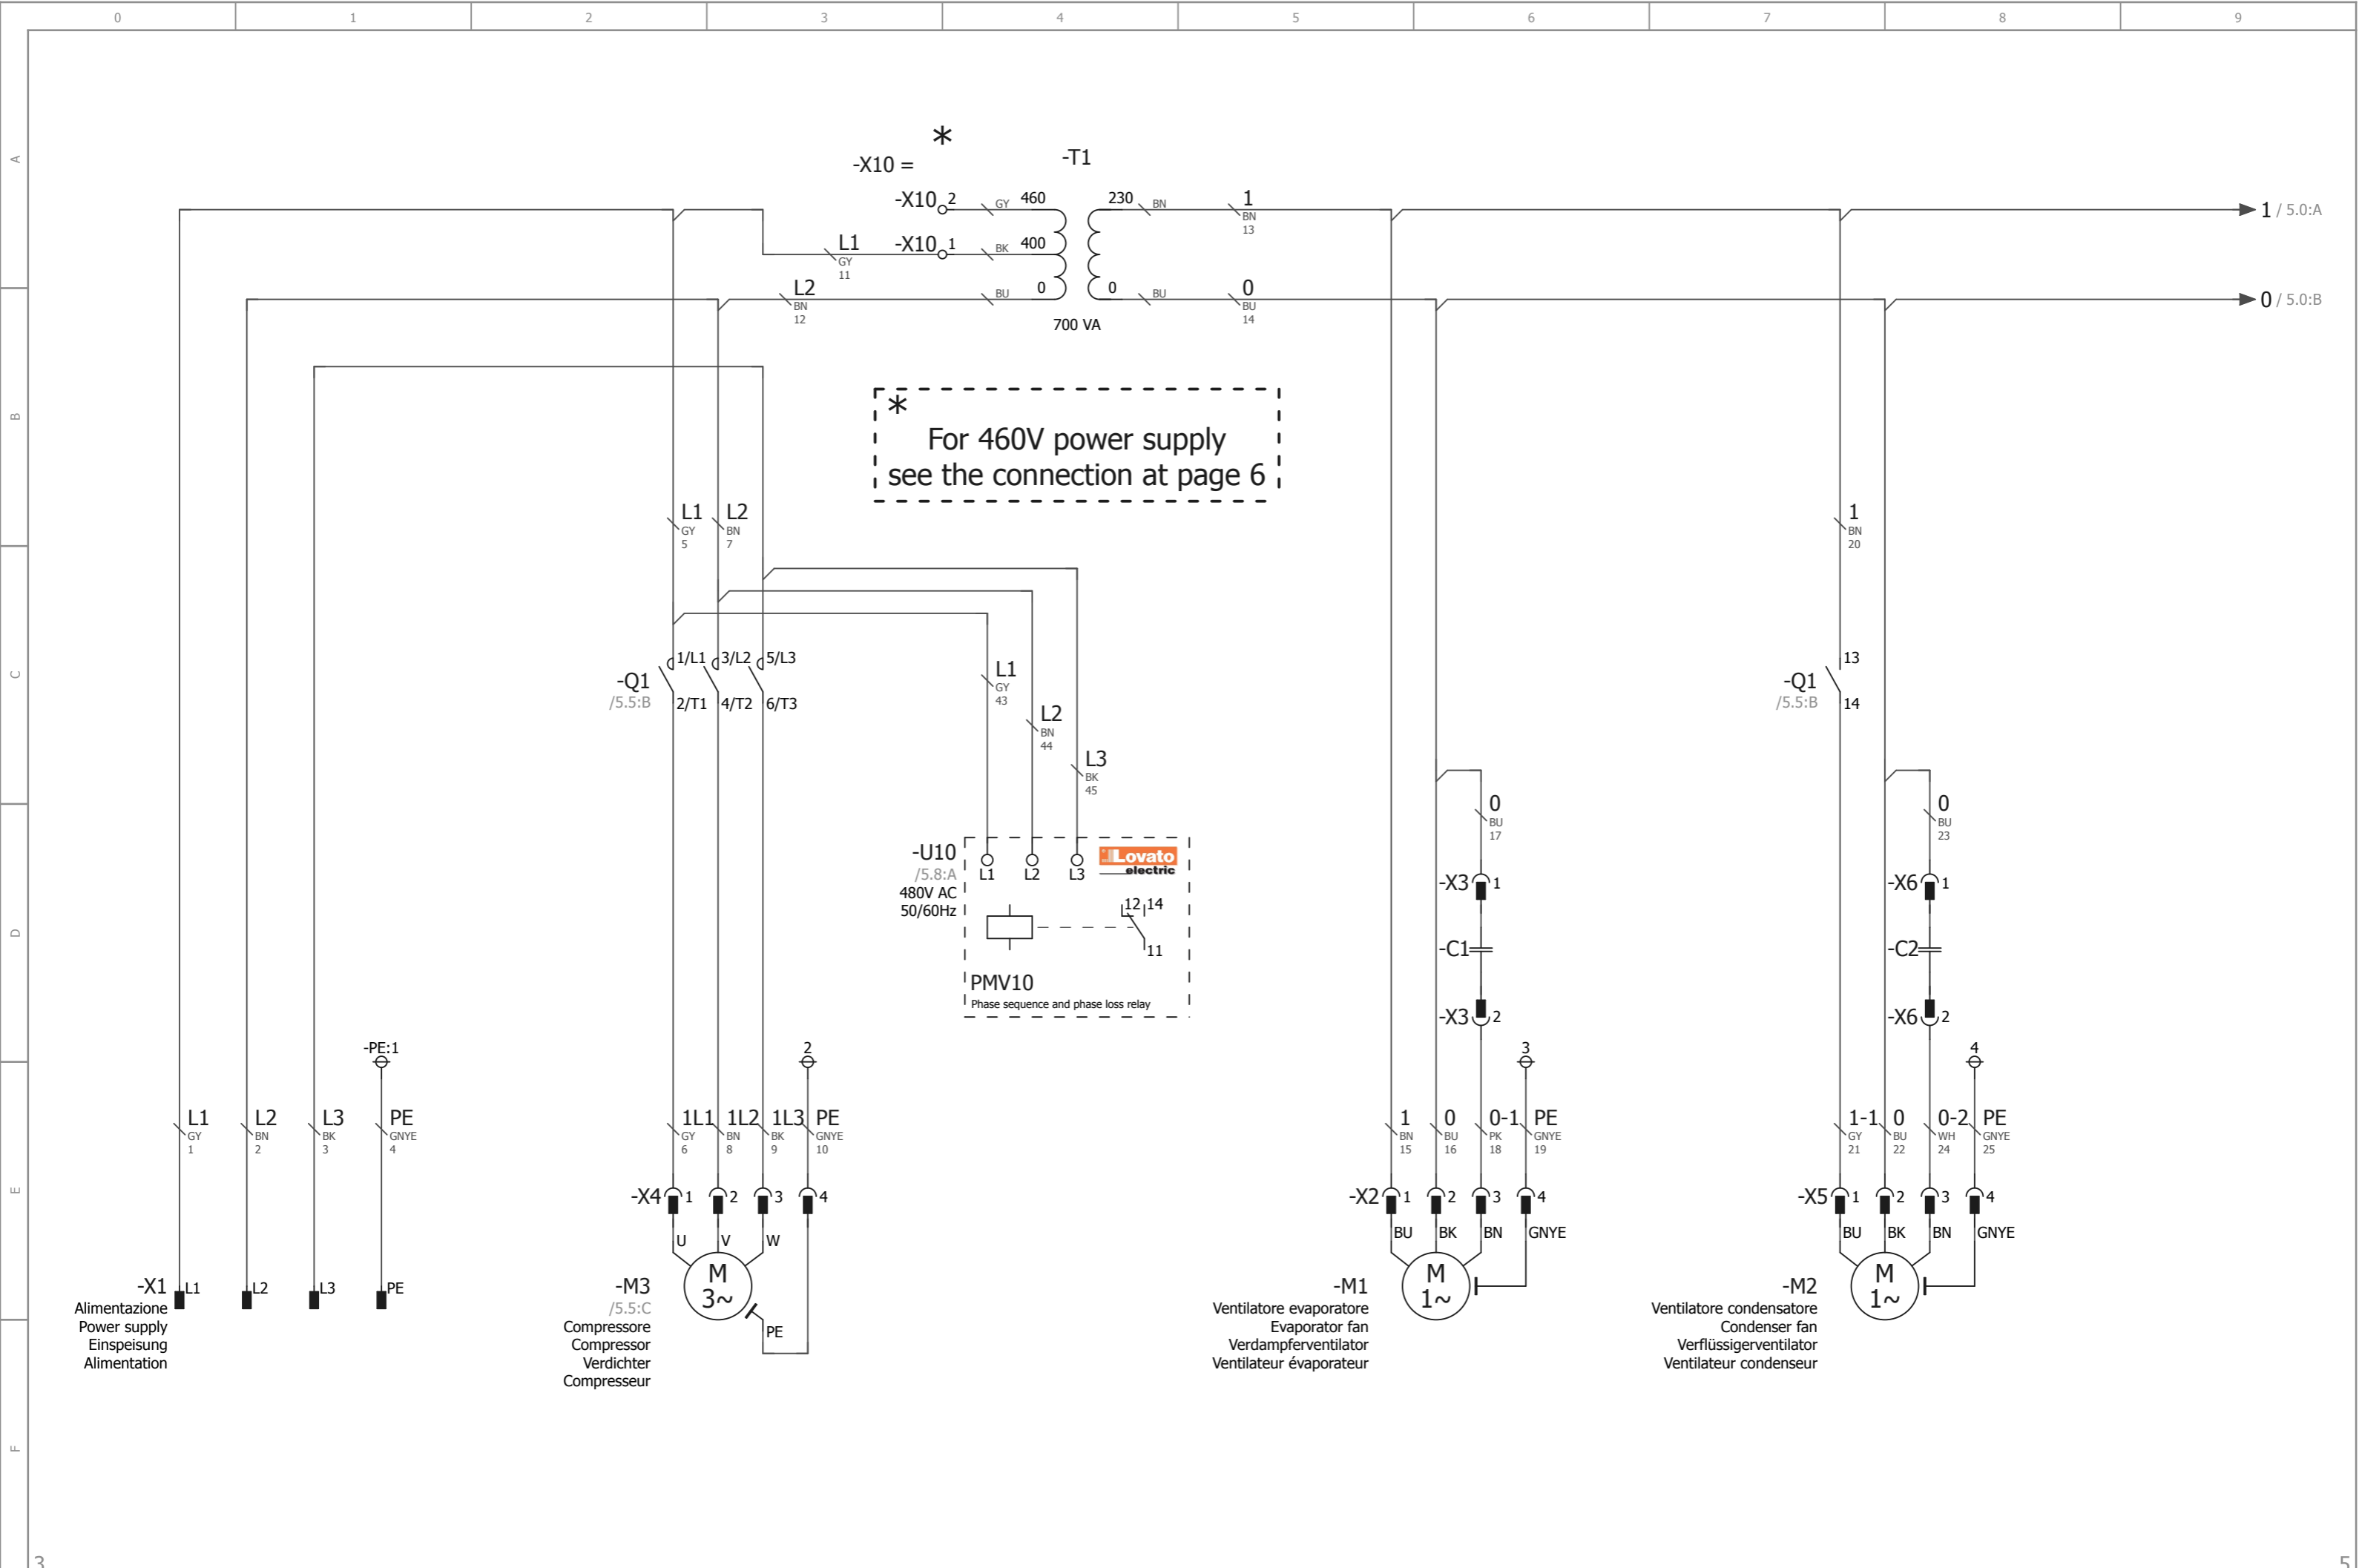 0 1 2 3 4 5 6 7 8 9
A
B
C
D
E
F
*
-X10 =
-T1
-X10 2 GY 460
230 BN 1 BN 13
1 / 5.0:A
L1 GY 11 -X10 1 BK 400
L2 BN 12 BU 0
0 BU 0 BU 14
0 / 5.0:B
700 VA
*
For 460V power supply
see the connection at page 6
L1 GY 5
L2 BN 7
1 BN 20
-Q1
/5.5:B
1/L1 3/L2 5/L3
2/T1 4/T2 6/T3
L1 GY 43
L2 BN 44
L3 BK 45
-Q1
/5.5:B
13
14
0 BU 17
0 BU 23
-U10
/5.8:A
480V AC
50/60Hz
L1 L2 L3
Lovato
electric
12 14
11
PMV10
Phase sequence and phase loss relay
-X3 1
-C1
-X3 2
-X6 1
-C2
-X6 2
-PE:1
2
3
4
L1 GY 1
L2 BN 2
L3 BK 3
PE GNYE 4
1L1 GY 6
1L2 BN 8
1L3 BK 9
PE GNYE 10
1 BN 15
0 BU 16
0-1 PK 18
PE GNYE 19
1-1 GY 21
0 BU 22
0-2 WH 24
PE GNYE 25
-X4 1 2 3 4
-X2 1 2 3 4
-X5 1 2 3 4
U V W
BU BK BN GNYE
BU BK BN GNYE
-X1 L1 L2 L3 PE
Alimentazione
Power supply
Einspeisung
Alimentation
-M3
/5.5:C
Compressore
Compressor
Verdichter
Compresseur
M
3~
PE
-M1
Ventilatore evaporatore
Evaporator fan
Verdampferventilator
Ventilateur évaporateur
M
1~
-M2
Ventilatore condensatore
Condenser fan
Verflüssigerventilator
Ventilateur condenseur
M
1~
3
5